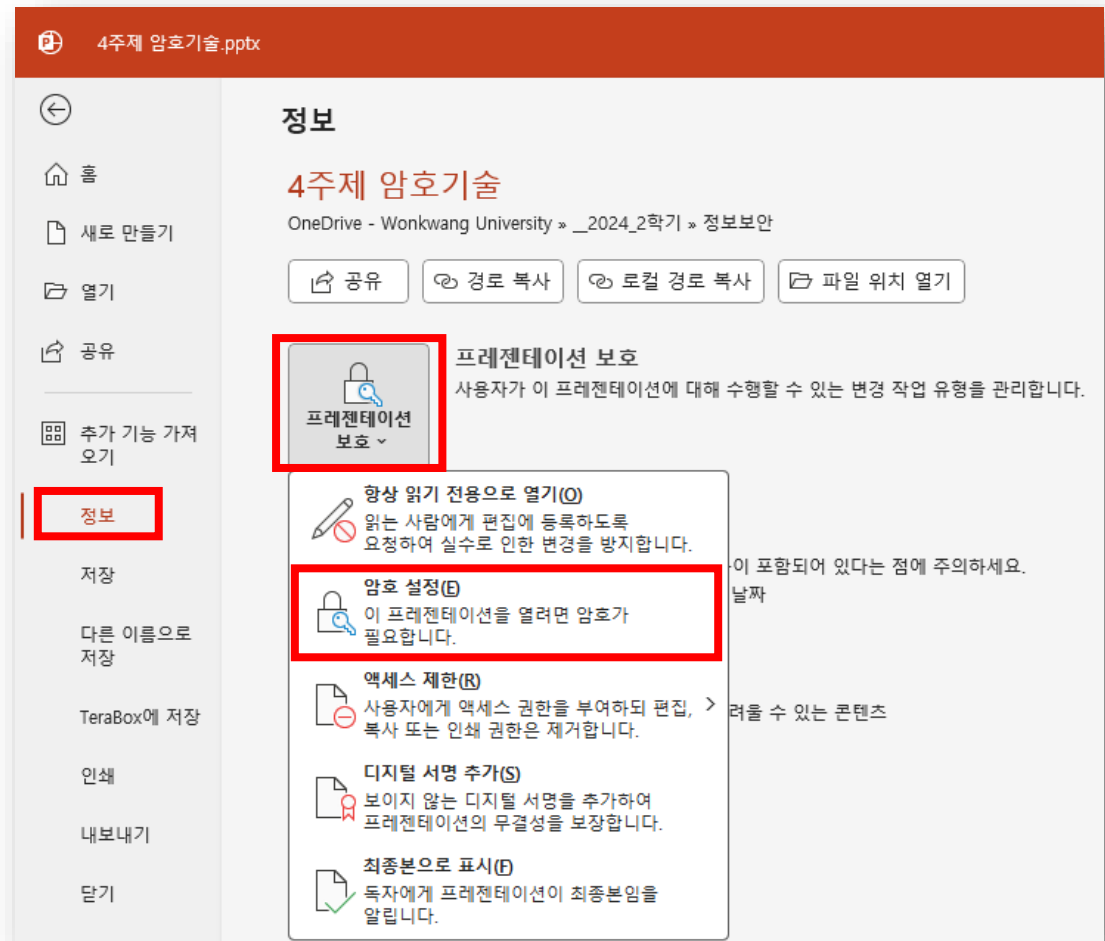 4주제 암호기술.pptx
정보
홈
4주제 암호기술
새로 만들기
OneDrive - Wonkwang University » __2024_2학기 » 정보보안
열기
공유
경로 복사
로컬 경로 복사
파일 위치 열기
공유
프레젠테이션
보호
프레젠테이션 보호
사용자가 이 프레젠테이션에 대해 수행할 수 있는 변경 작업 유형을 관리합니다.
추가 기능 가져
오기
정보
저장
다른 이름으로
저장
TeraBox에 저장
인쇄
내보내기
닫기
항상 읽기 전용으로 열기(O)
읽는 사람에게 편집에 등록하도록
요청하여 실수로 인한 변경을 방지합니다.
암호 설정(E)
이 프레젠테이션을 열려면 암호가
필요합니다.
액세스 제한(R)
사용자에게 액세스 권한을 부여하되 편집,
복사 또는 인쇄 권한은 제거합니다.
디지털 서명 추가(S)
보이지 않는 디지털 서명을 추가하여
프레젠테이션의 무결성을 보장합니다.
최종본으로 표시(F)
독자에게 프레젠테이션이 최종본임을
알립니다.
이 포함되어 있다는 점에 주의하세요.
날짜
려울 수 있는 콘텐츠